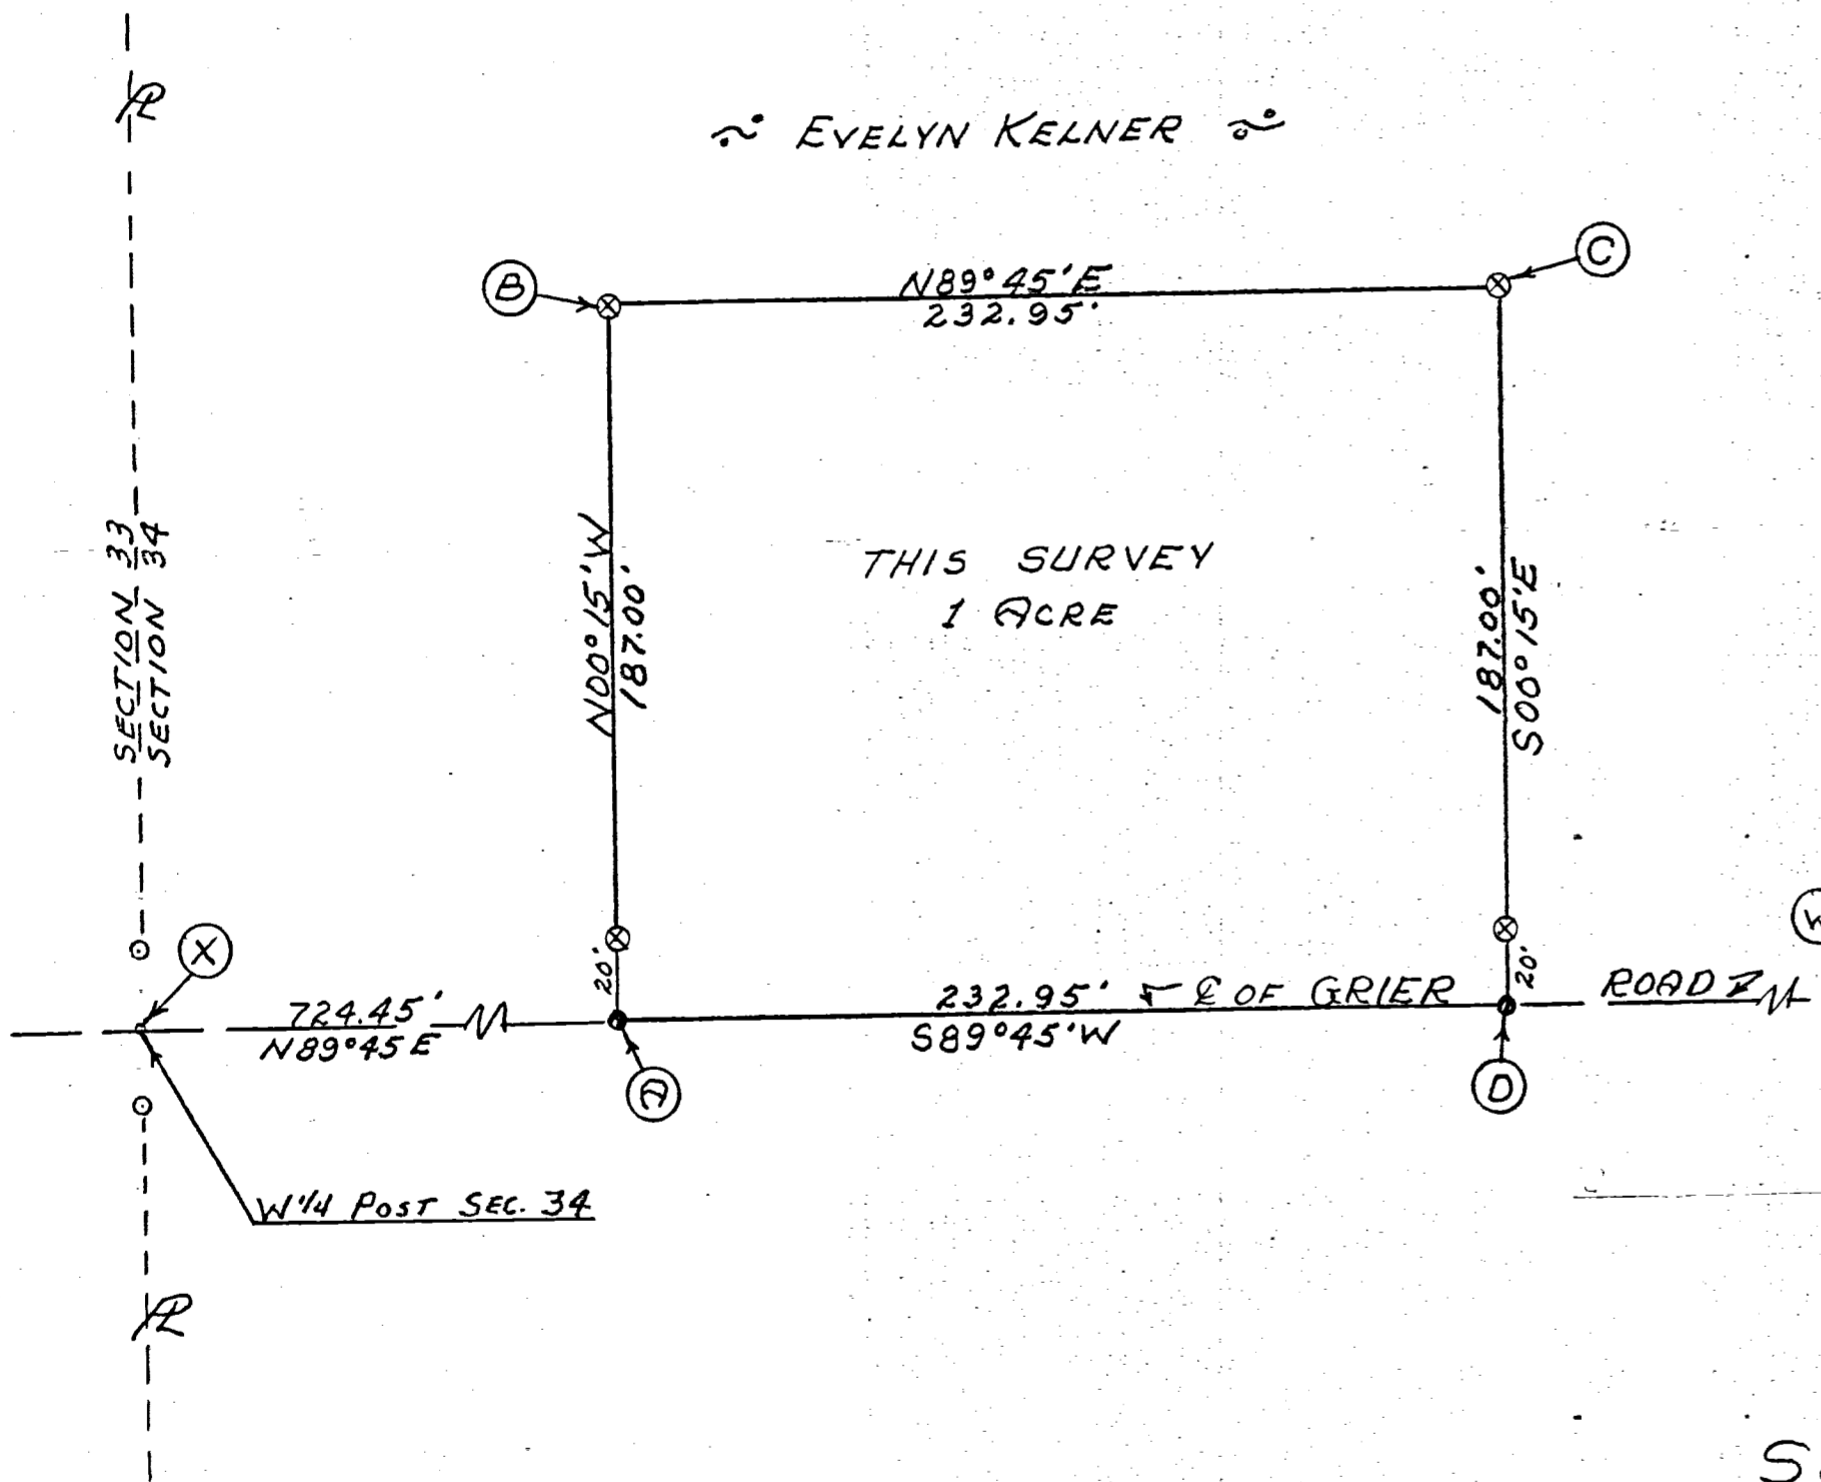 EVELYN KELNER
B
C
N89°45'E
232.95'
THIS SURVEY
1 ACRE
N00°15'W
187.00'
187.00'
S00°15'E
SECTION 33
SECTION 34
X
20'
20'
724.45'
N89°45E
232.95' ℄ OF GRIER ROAD
S89°45'W
A
D
W 1/4 POST SEC. 34
S